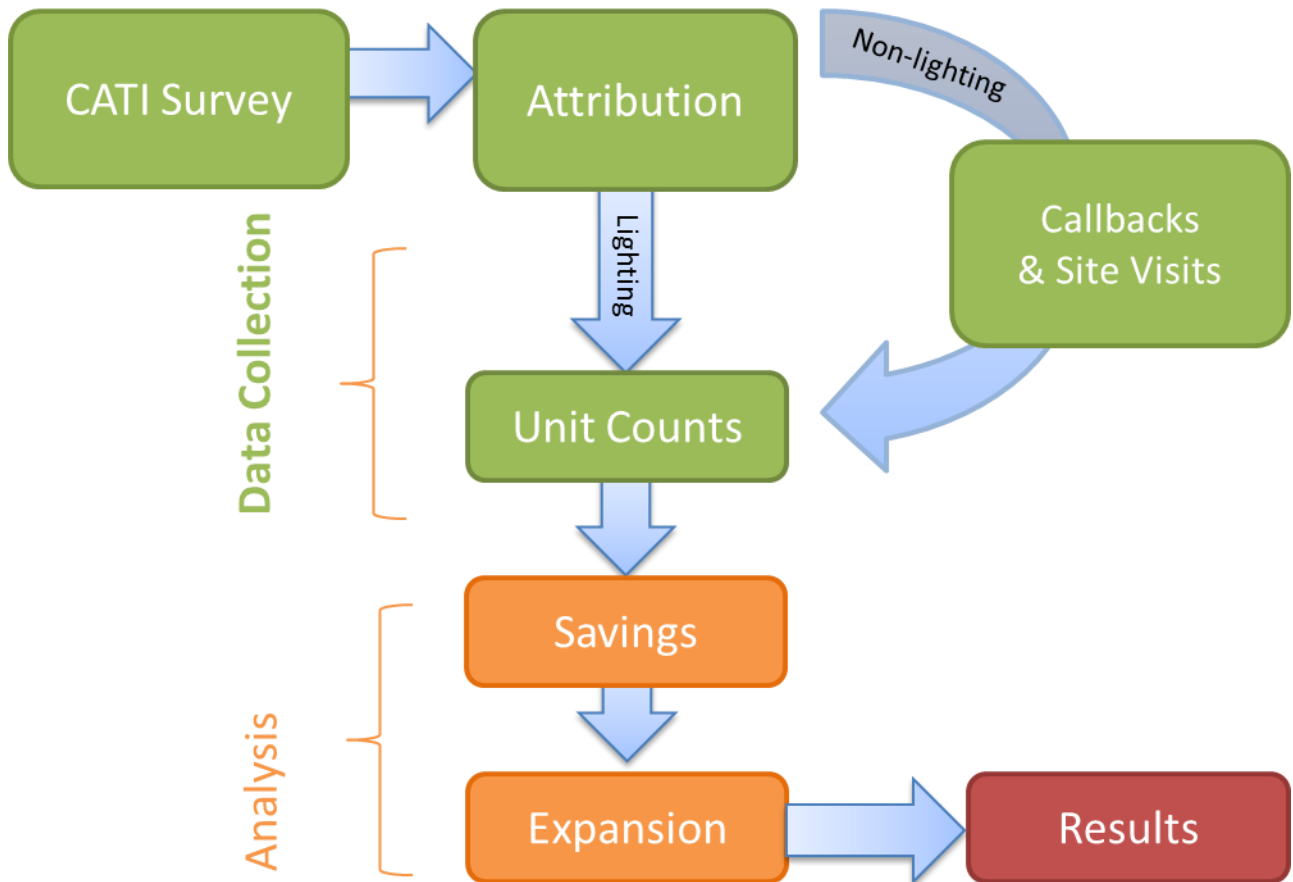 CATI Survey
Attribution
Non-lighting
Callbacks
& Site Visits
Lighting
Data Collection
Unit Counts
Savings
Analysis
Expansion
Results